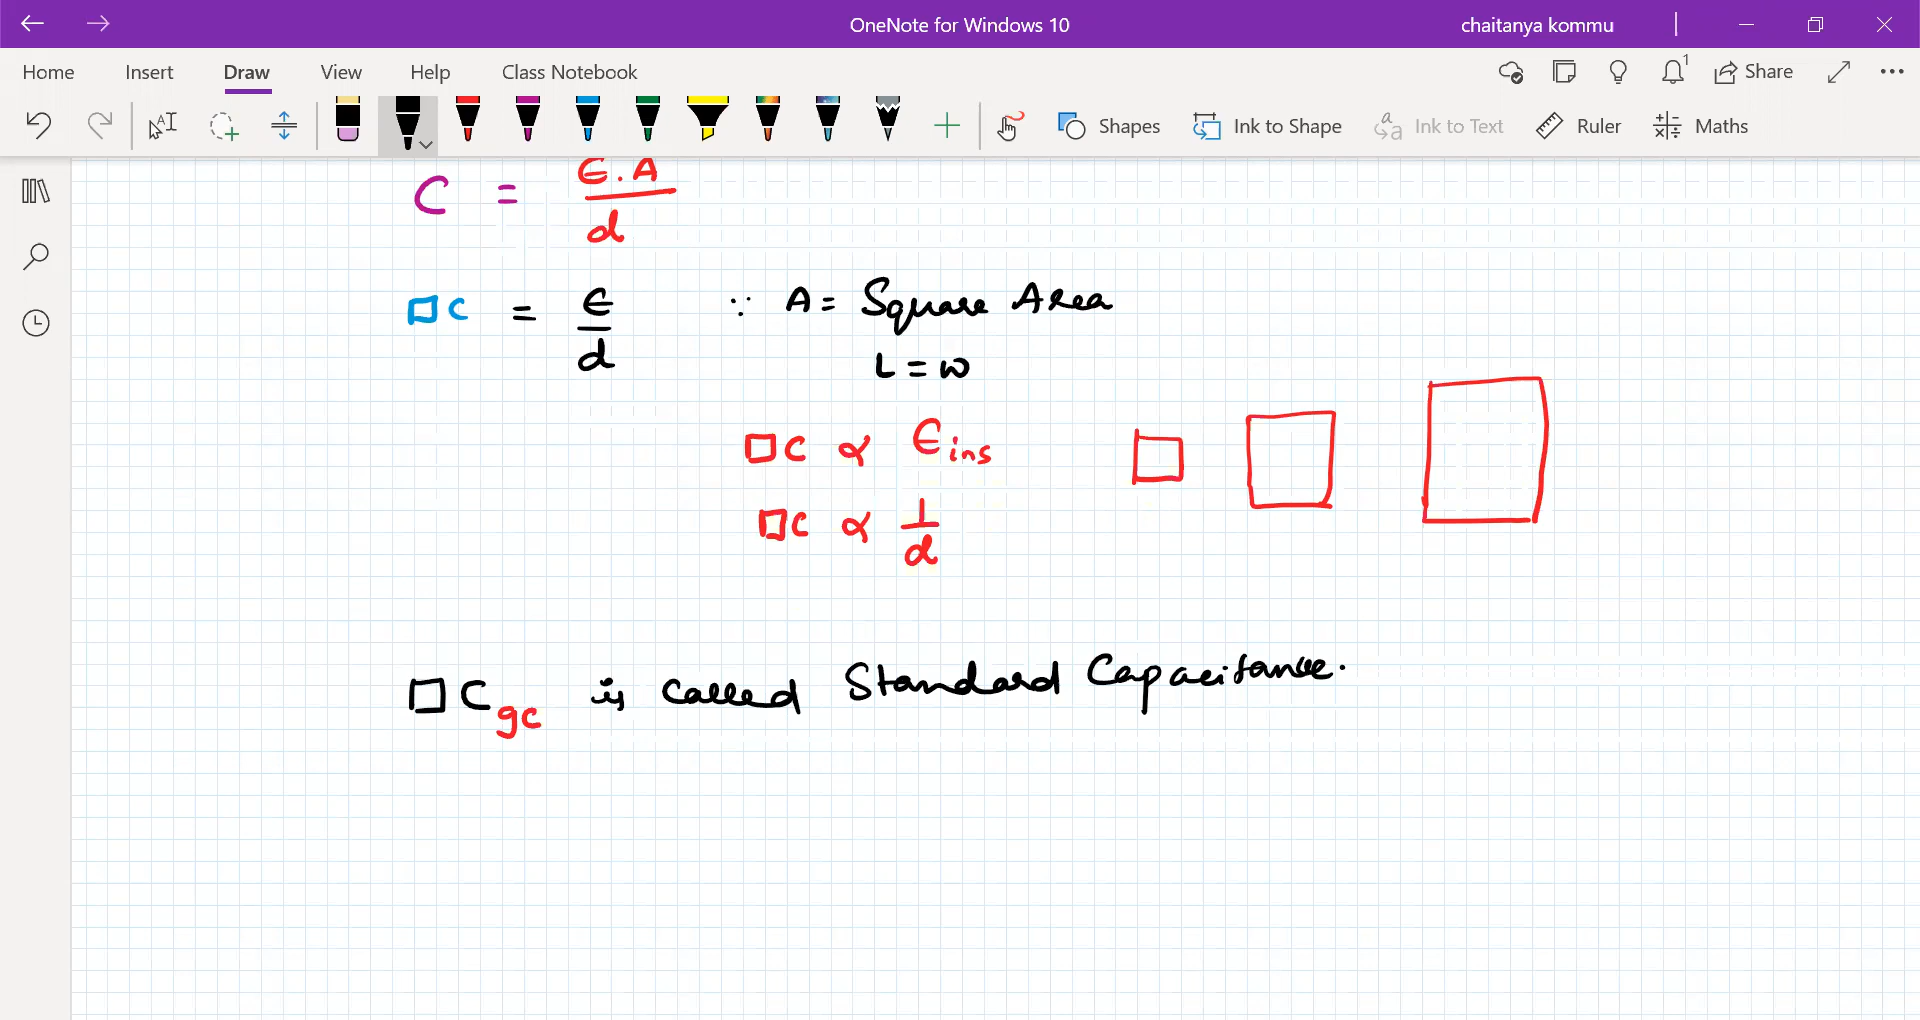 OneNote for Windows 10
chaitanya kommu
Home Insert Draw View Help Class Notebook
1 Share
Shapes Ink to Shape Ink to Text Ruler Maths
C = ϵ.A / d
□C = ϵ / d ∵ A = Square Area
L = W
□C ∝ ϵins
□C ∝ 1/d
□Cgc is called Standard Capacitance.